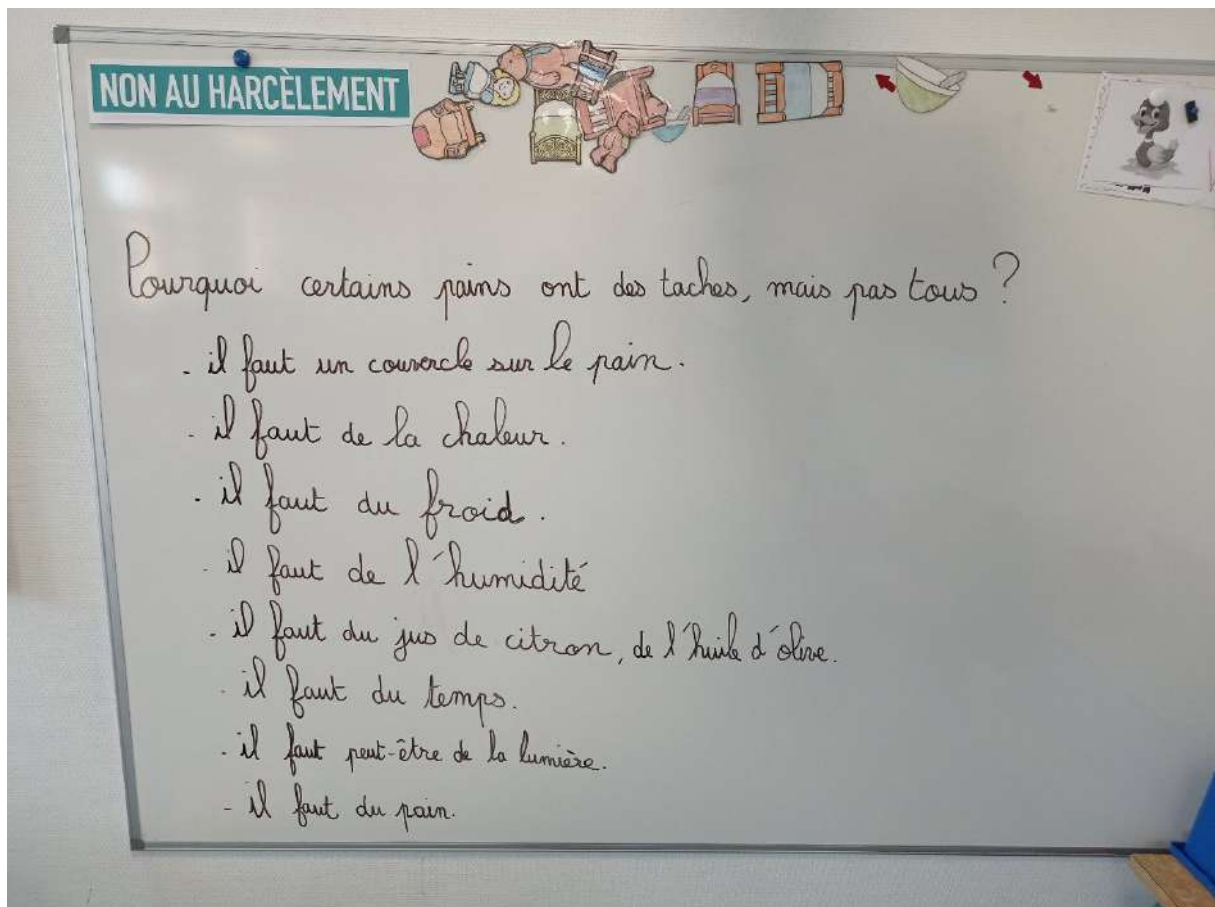 NON AU HARCÈLEMENT
Pourquoi certains pains ont des taches, mais pas tous ?
- il faut un couvercle sur le pain.
- il faut de la chaleur.
- il faut du froid.
- il faut de l'humidité
- il faut du jus de citron, de l'huile d'olive.
- il faut du temps.
- il faut peut-être de la lumière.
- il faut du pain.